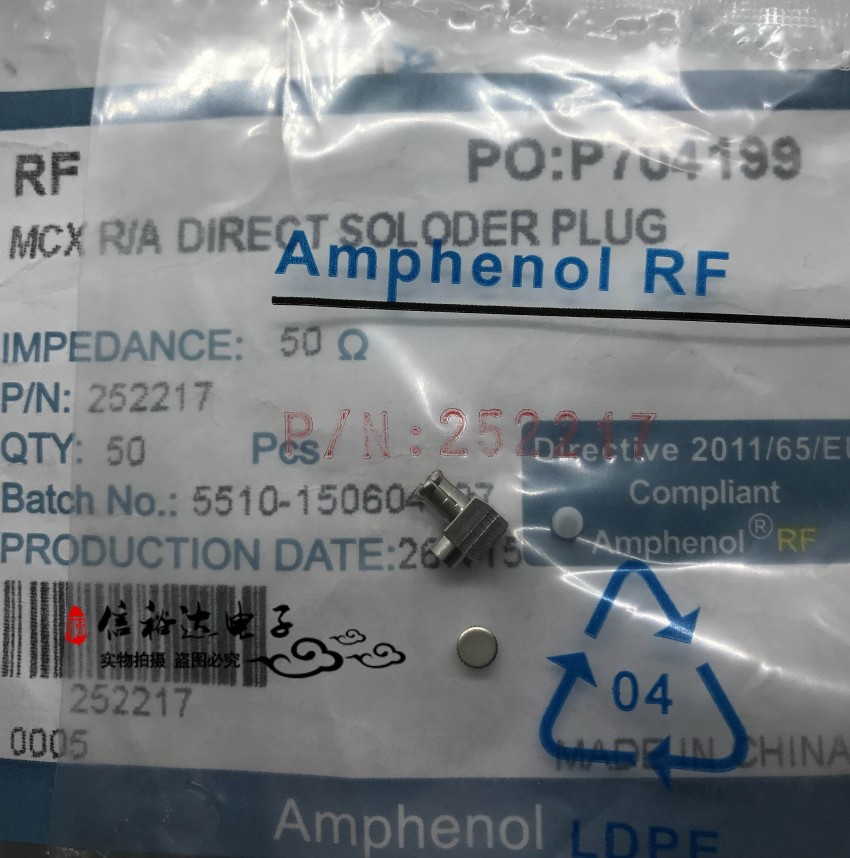 RF
PO:P704199
MCX R/A DIRECT SOLODER PLUG
Amphenol RF
IMPEDANCE: 50 Ω
P/N: 252217
P/N:252217
QTY: 50 Pcs
Directive 2011/65/EU
Compliant
Batch No.: 5510-150604
Amphenol® RF
PRODUCTION DATE:
信裕达电子
实物拍摄 盗图必究
252217
04
0005
MADE IN CHINA
Amphenol
LDPE